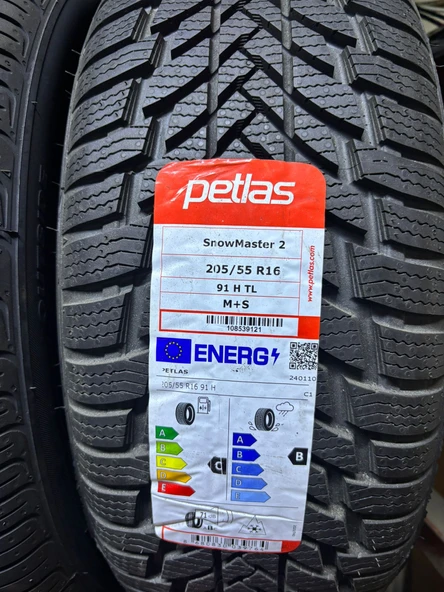 petlas
SnowMaster 2
205/55 R16
91 H TL
M+S
www.petlas.com
108539121
ENERG
PETLAS
240110
205/55 R16 91 H
C1
A
B
C
D
E
C
A
B
C
D
E
B